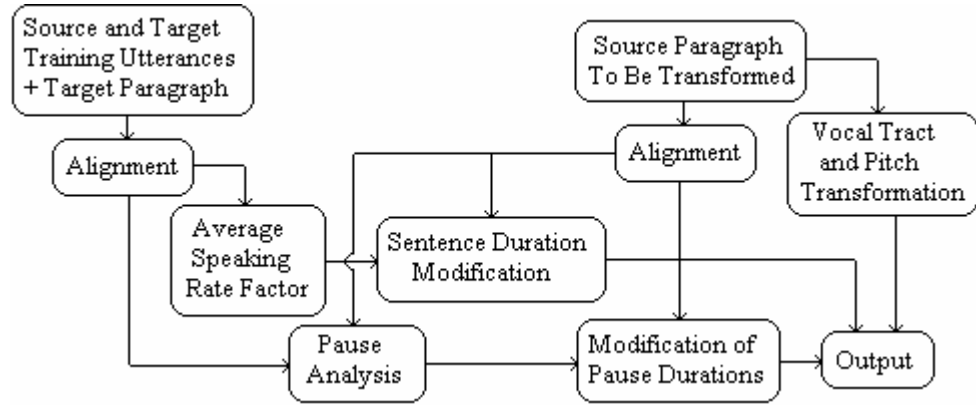 Source and Target
Training Utterances
+ Target Paragraph
Source Paragraph
To Be Transformed
Alignment
Alignment
Vocal Tract
and Pitch
Transformation
Average
Speaking
Rate Factor
Sentence Duration
Modification
Pause
Analysis
Modification of
Pause Durations
Output